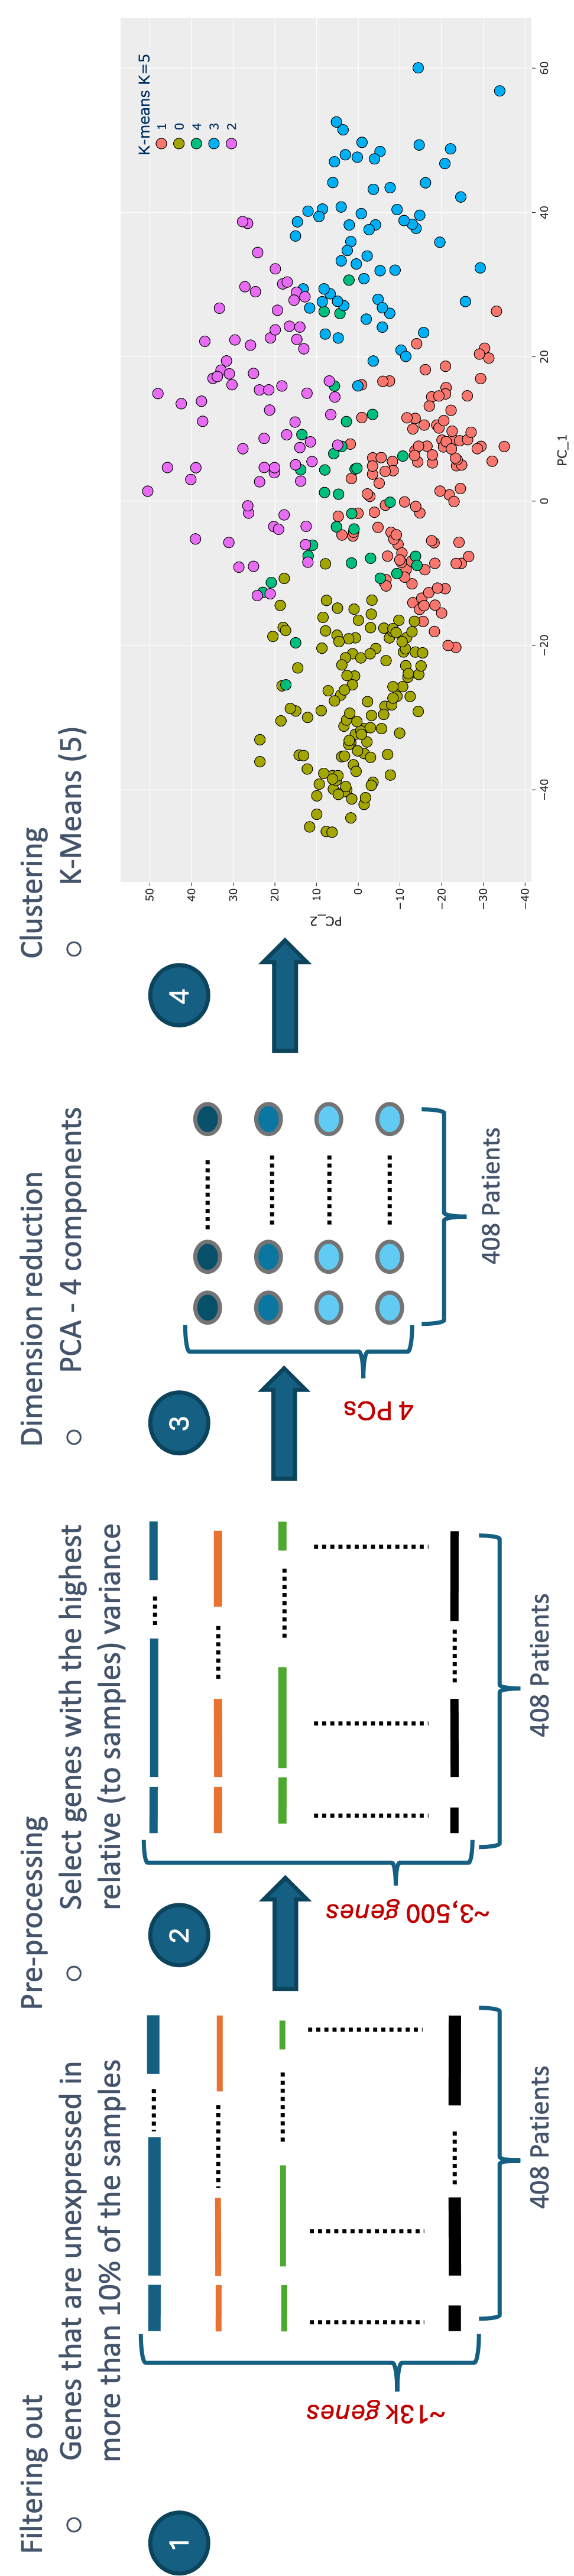 1
Filtering out
○ Genes that are unexpressed in
more than 10% of the samples
~13k genes
408 Patients
2
Pre-processing
○ Select genes with the highest
relative (to samples) variance
~3,500 genes
408 Patients
3
Dimension reduction
○ PCA - 4 components
4 PCs
408 Patients
4
Clustering
○ K-Means (5)
K-means K=5
1
0
4
3
2
50
40
30
20
10
0
−10
−20
−30
−40
PC_2
−40
−20
0
20
40
60
PC_1